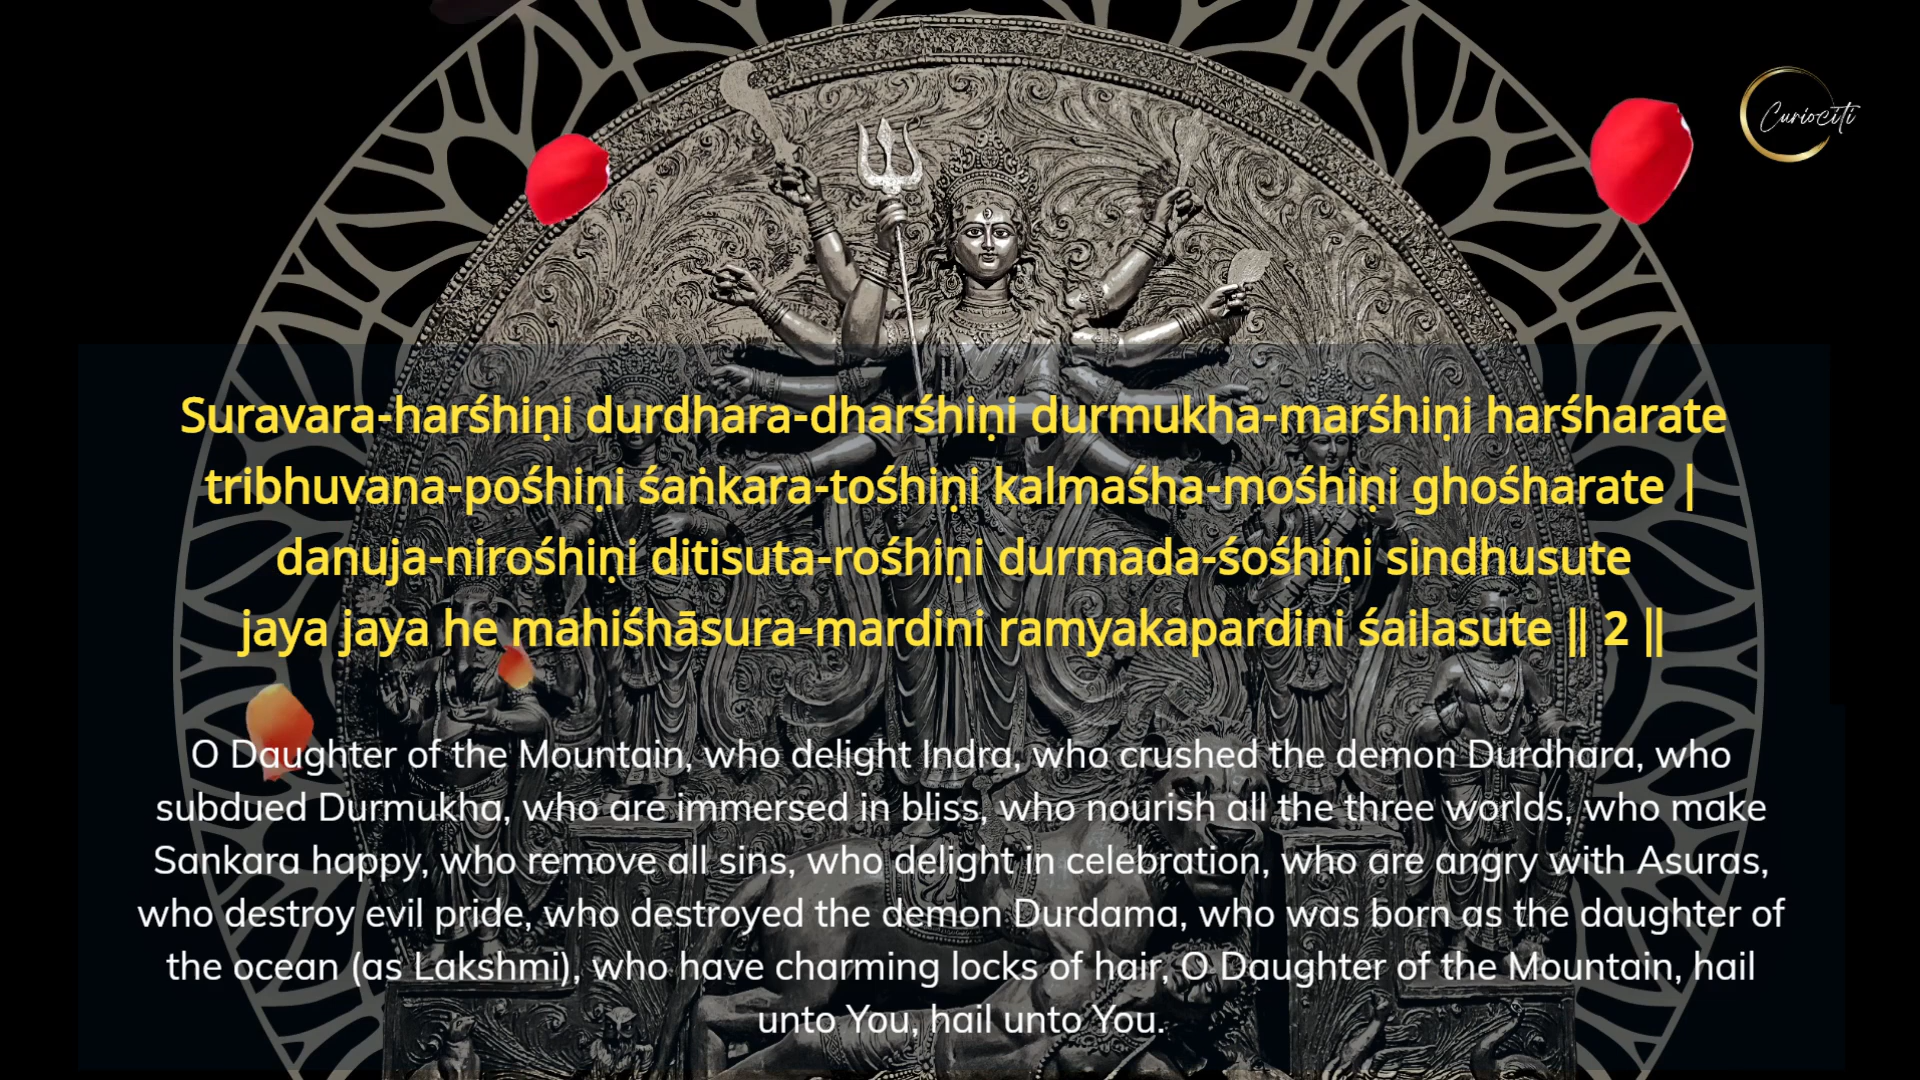 Curiociti
Suravara-harśhiṇi durdhara-dharśhiṇi durmukha-marśhiṇi harśharate
tribhuvana-pośhiṇi śaṅkara-tośhiṇi kalmaśha-mośhiṇi ghośharate |
danuja-nirośhiṇi ditisuta-rośhiṇi durmada-śośhiṇi sindhusute
jaya jaya he mahiśhāsura-mardini ramyakapardini śailasute || 2 ||
O Daughter of the Mountain, who delight Indra, who crushed the demon Durdhara, who
subdued Durmukha, who are immersed in bliss, who nourish all the three worlds, who make
Sankara happy, who remove all sins, who delight in celebration, who are angry with Asuras,
who destroy evil pride, who destroyed the demon Durdama, who was born as the daughter of
the ocean (as Lakshmi), who have charming locks of hair, O Daughter of the Mountain, hail
unto You, hail unto You.